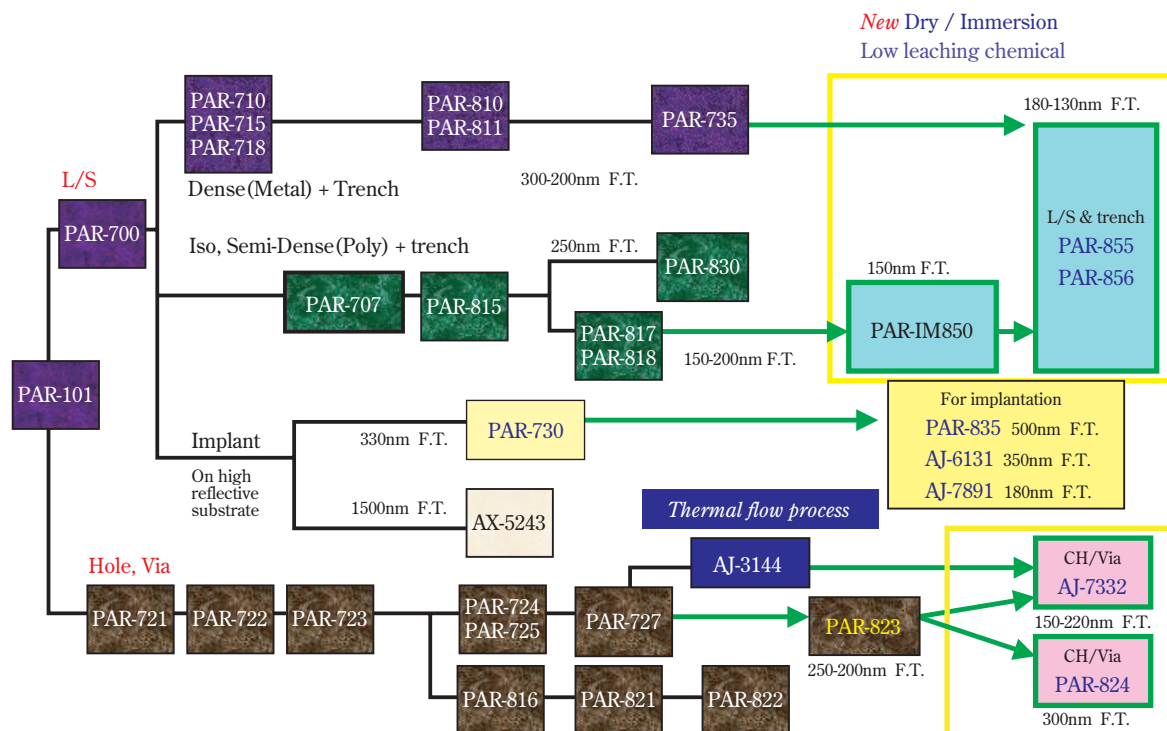 New Dry / Immersion
Low leaching chemical
180-130nm F.T.
PAR-710
PAR-715
PAR-718
PAR-810
PAR-811
PAR-735
300-200nm F.T.
Dense(Metal) + Trench
L/S
PAR-700
L/S & trench
PAR-855
PAR-856
Iso, Semi-Dense(Poly) + trench
250nm F.T.
PAR-830
150nm F.T.
PAR-707
PAR-815
PAR-817
PAR-818
150-200nm F.T.
PAR-IM850
PAR-101
Implant
On high
reflective
substrate
330nm F.T.
PAR-730
For implantation
PAR-835 500nm F.T.
AJ-6131 350nm F.T.
AJ-7891 180nm F.T.
1500nm F.T.
AX-5243
Thermal flow process
Hole, Via
AJ-3144
CH/Via
AJ-7332
150-220nm F.T.
PAR-721
PAR-722
PAR-723
PAR-724
PAR-725
PAR-727
PAR-823
250-200nm F.T.
CH/Via
PAR-824
300nm F.T.
PAR-816
PAR-821
PAR-822